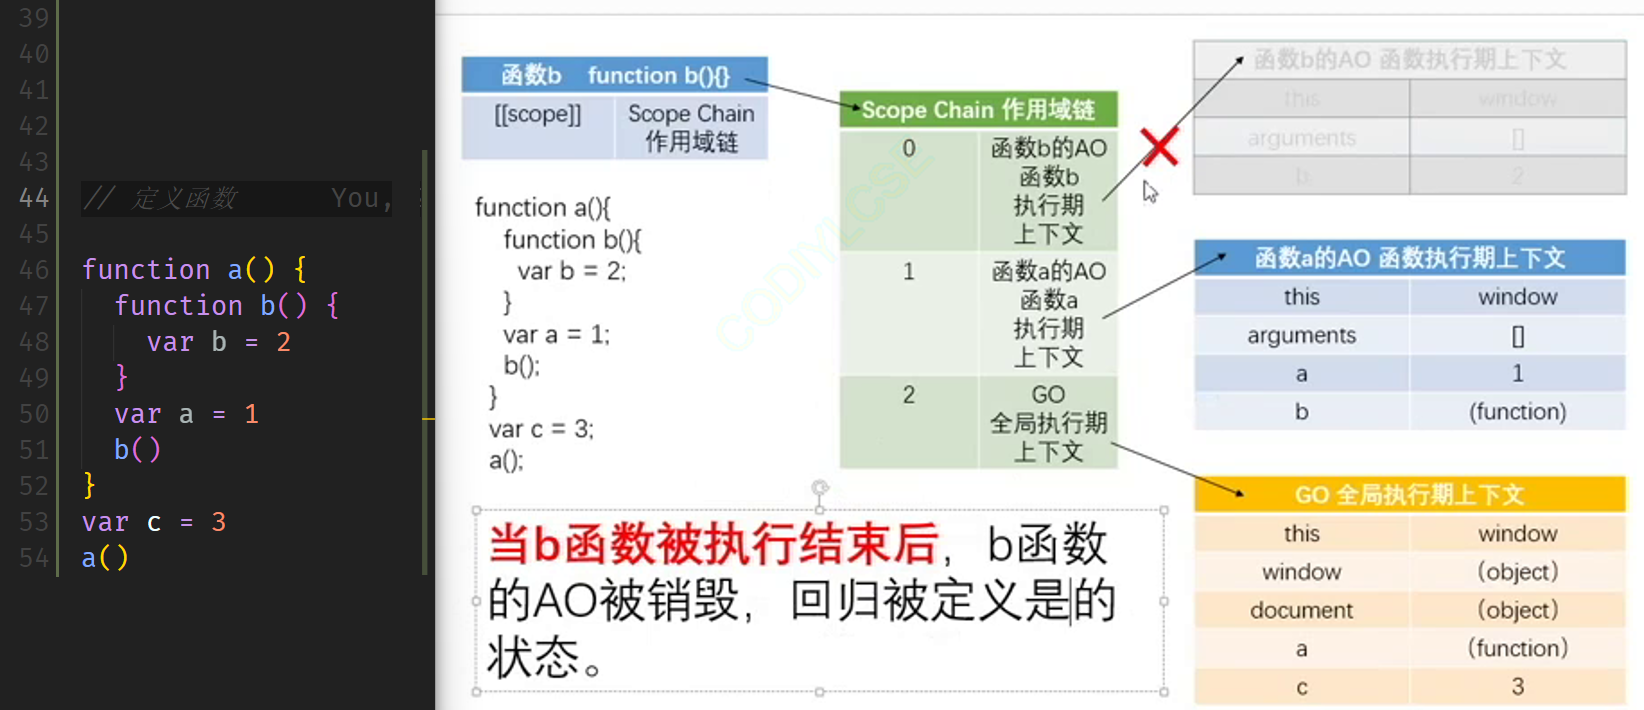 39
40
41
42
43
44 // 定义函数 You,
45
46 function a() {
47 function b() {
48 var b = 2
49 }
50 var a = 1
51 b()
52 }
53 var c = 3
54 a()
函数b function b(){}
[[scope]] Scope Chain
作用域链
function a(){
function b(){
var b = 2;
}
var a = 1;
b();
}
var c = 3;
a();
Scope Chain 作用域链
0 函数b的AO
函数b
执行期
上下文
1 函数a的AO
函数a
执行期
上下文
2 GO
全局执行期
上下文
函数b的AO 函数执行期上下文
this window
arguments []
b 2
函数a的AO 函数执行期上下文
this window
arguments []
a 1
b (function)
GO 全局执行期上下文
this window
window (object)
document (object)
a (function)
c 3
当b函数被执行结束后，b函数
的AO被销毁，回归被定义是的
状态。